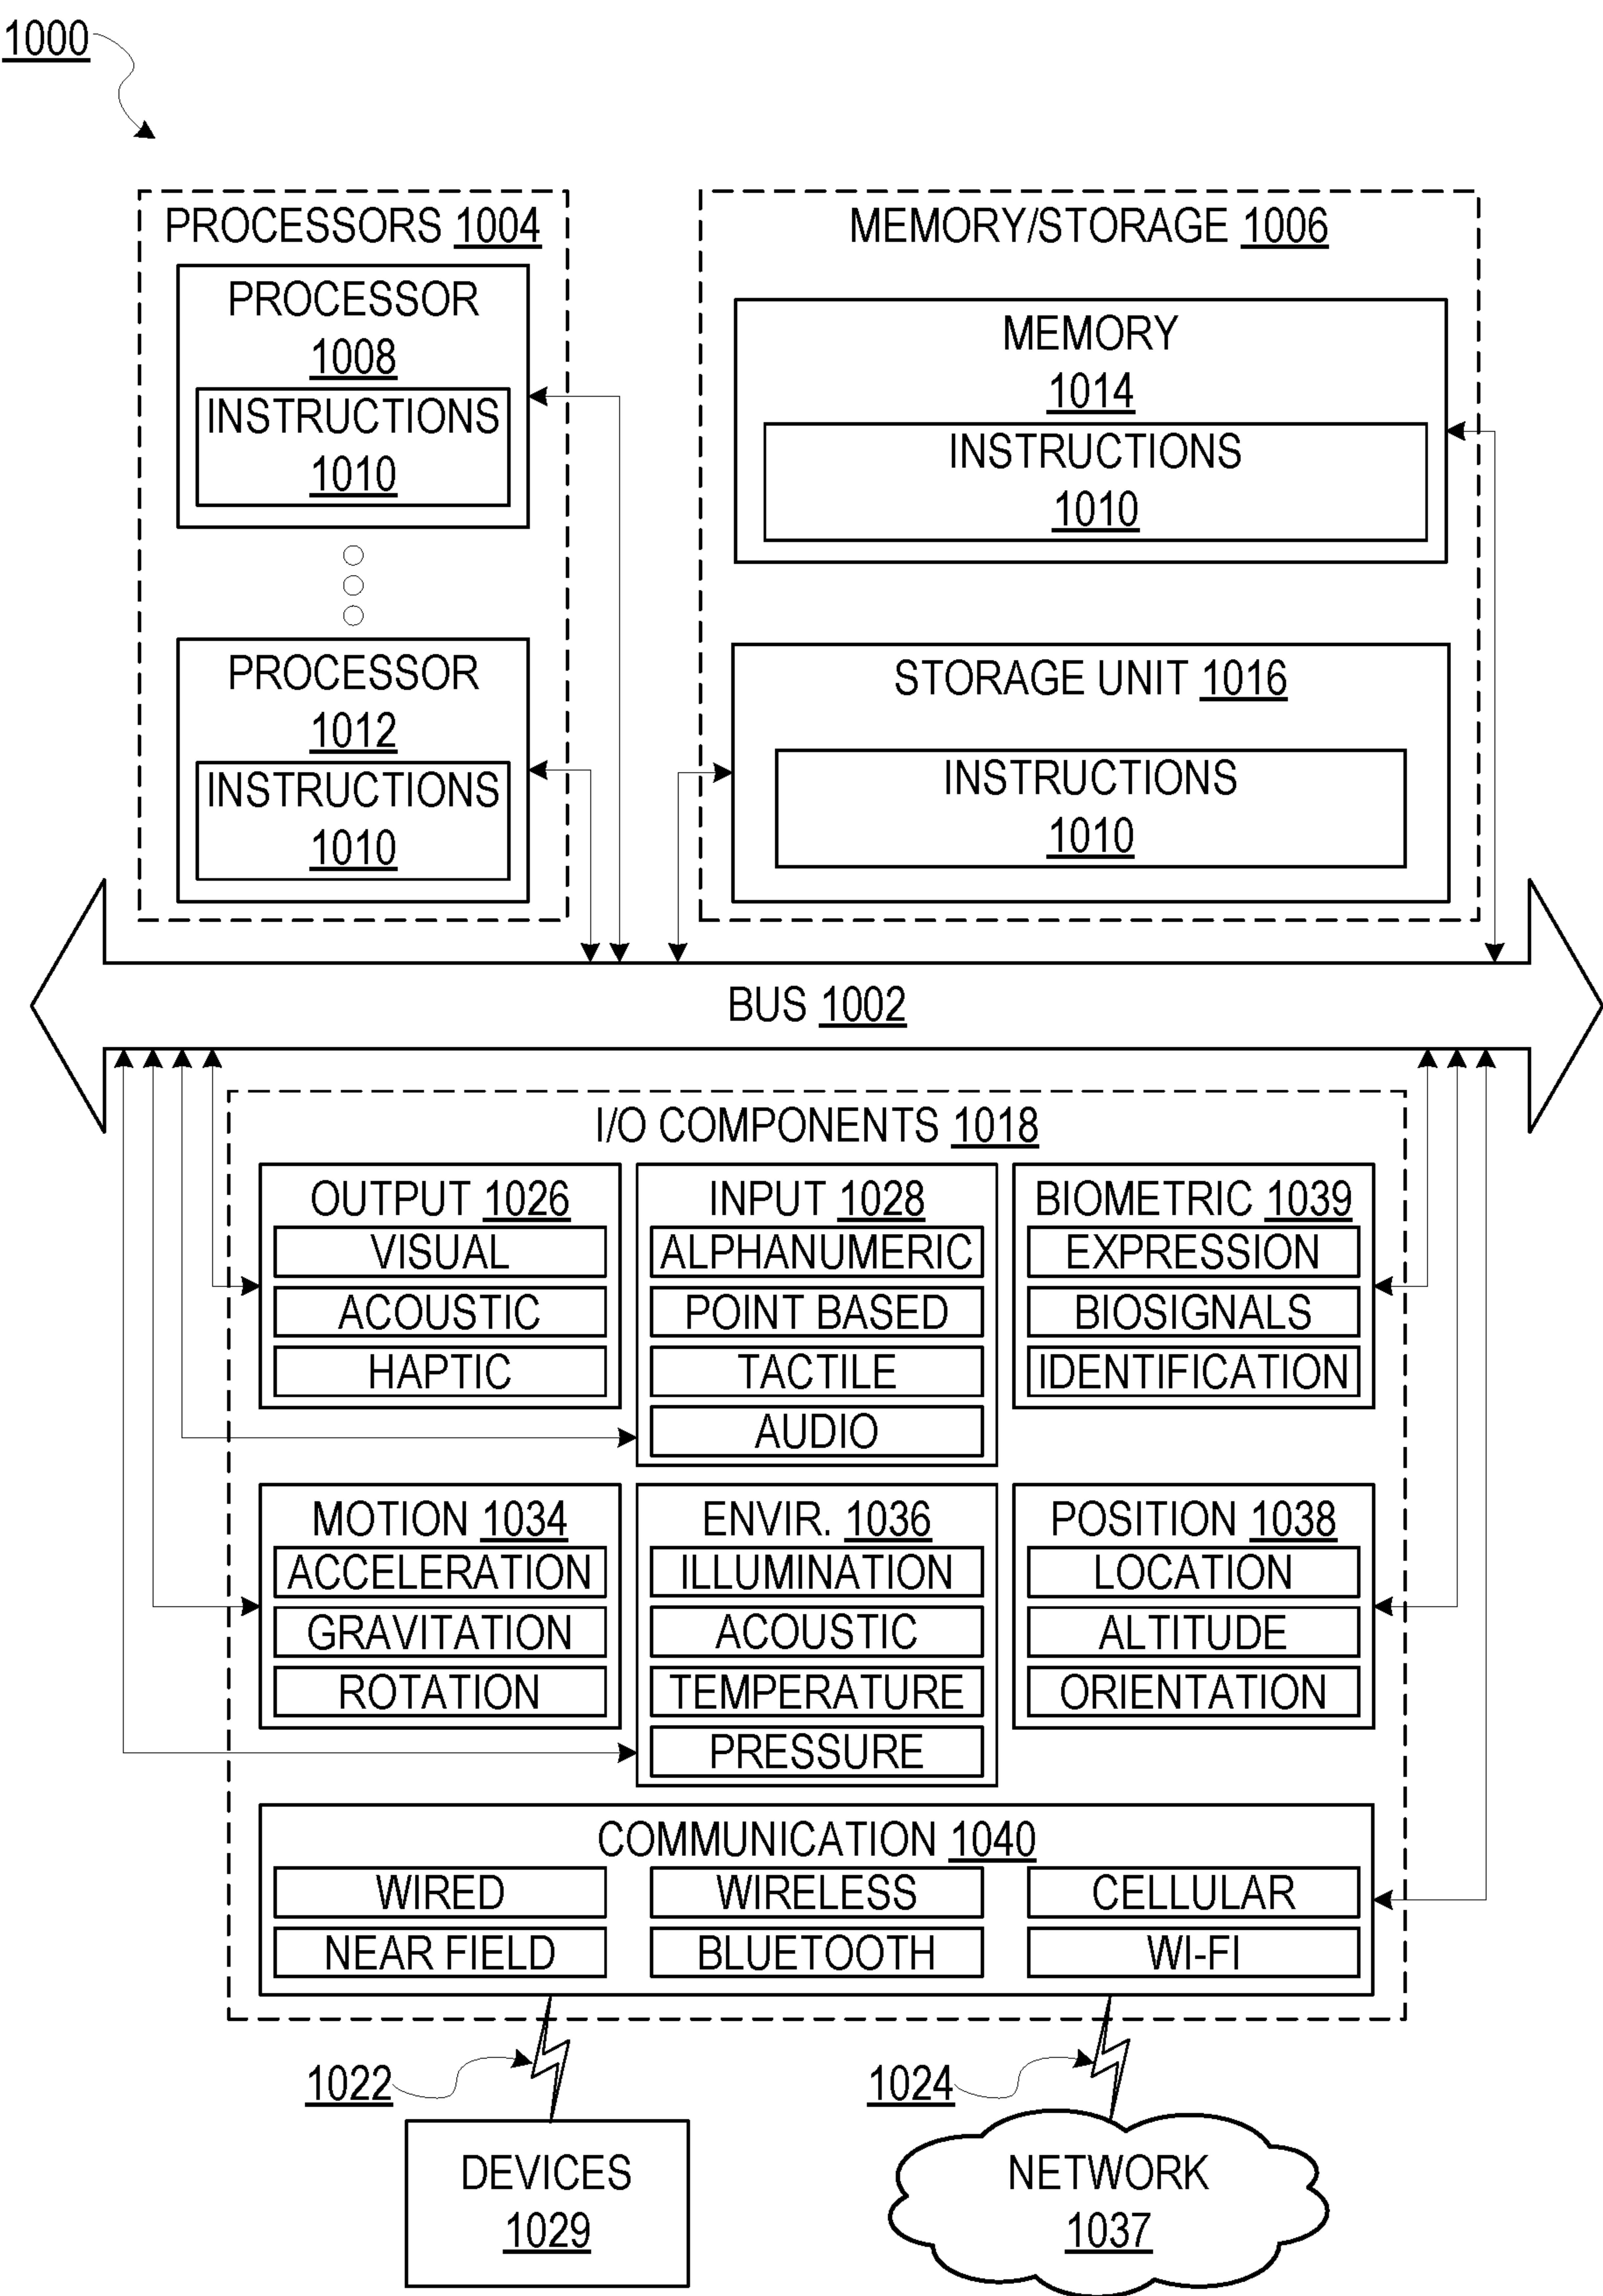 1000
PROCESSORS 1004
PROCESSOR
1008
INSTRUCTIONS
1010
PROCESSOR
1012
INSTRUCTIONS
1010
MEMORY/STORAGE 1006
MEMORY
1014
INSTRUCTIONS
1010
STORAGE UNIT 1016
INSTRUCTIONS
1010
BUS 1002
I/O COMPONENTS 1018
OUTPUT 1026
VISUAL
ACOUSTIC
HAPTIC
INPUT 1028
ALPHANUMERIC
POINT BASED
TACTILE
AUDIO
BIOMETRIC 1039
EXPRESSION
BIOSIGNALS
IDENTIFICATION
MOTION 1034
ACCELERATION
GRAVITATION
ROTATION
ENVIR. 1036
ILLUMINATION
ACOUSTIC
TEMPERATURE
PRESSURE
POSITION 1038
LOCATION
ALTITUDE
ORIENTATION
COMMUNICATION 1040
WIRED
WIRELESS
CELLULAR
NEAR FIELD
BLUETOOTH
WI-FI
1022
1024
DEVICES
1029
NETWORK
1037